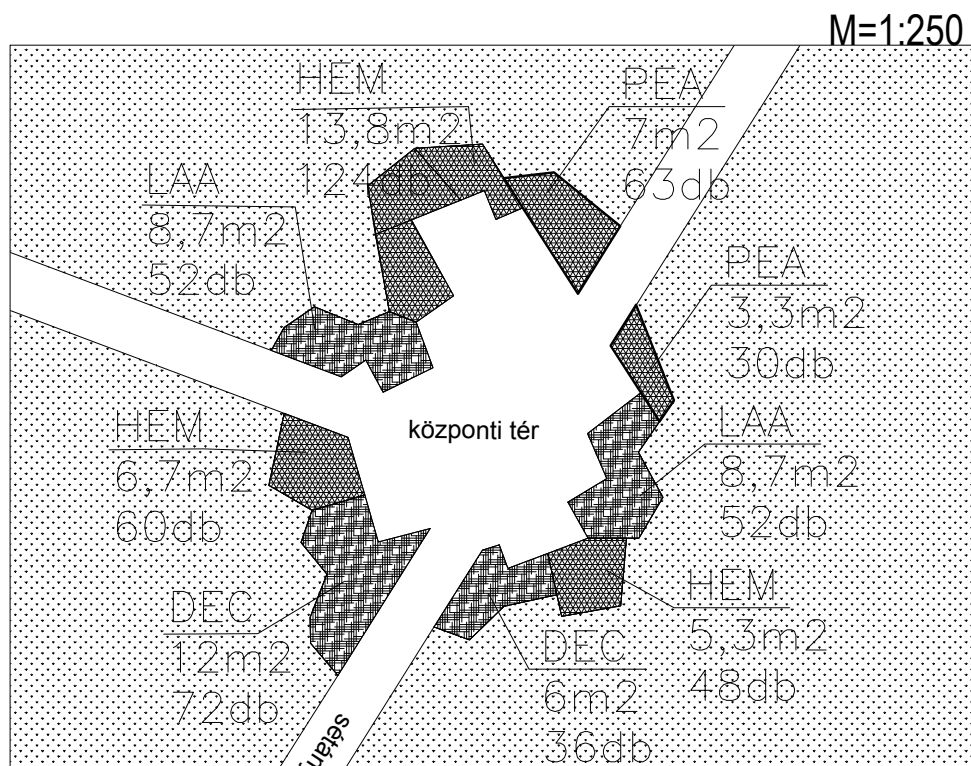 M=1:250
HEM
13,8m2
124db
PEA
7m2
63db
LAA
8,7m2
52db
PEA
3,3m2
30db
központi tér
HEM
6,7m2
60db
LAA
8,7m2
52db
DEC
12m2
72db
HEM
5,3m2
48db
DEC
6m2
36db
sétány